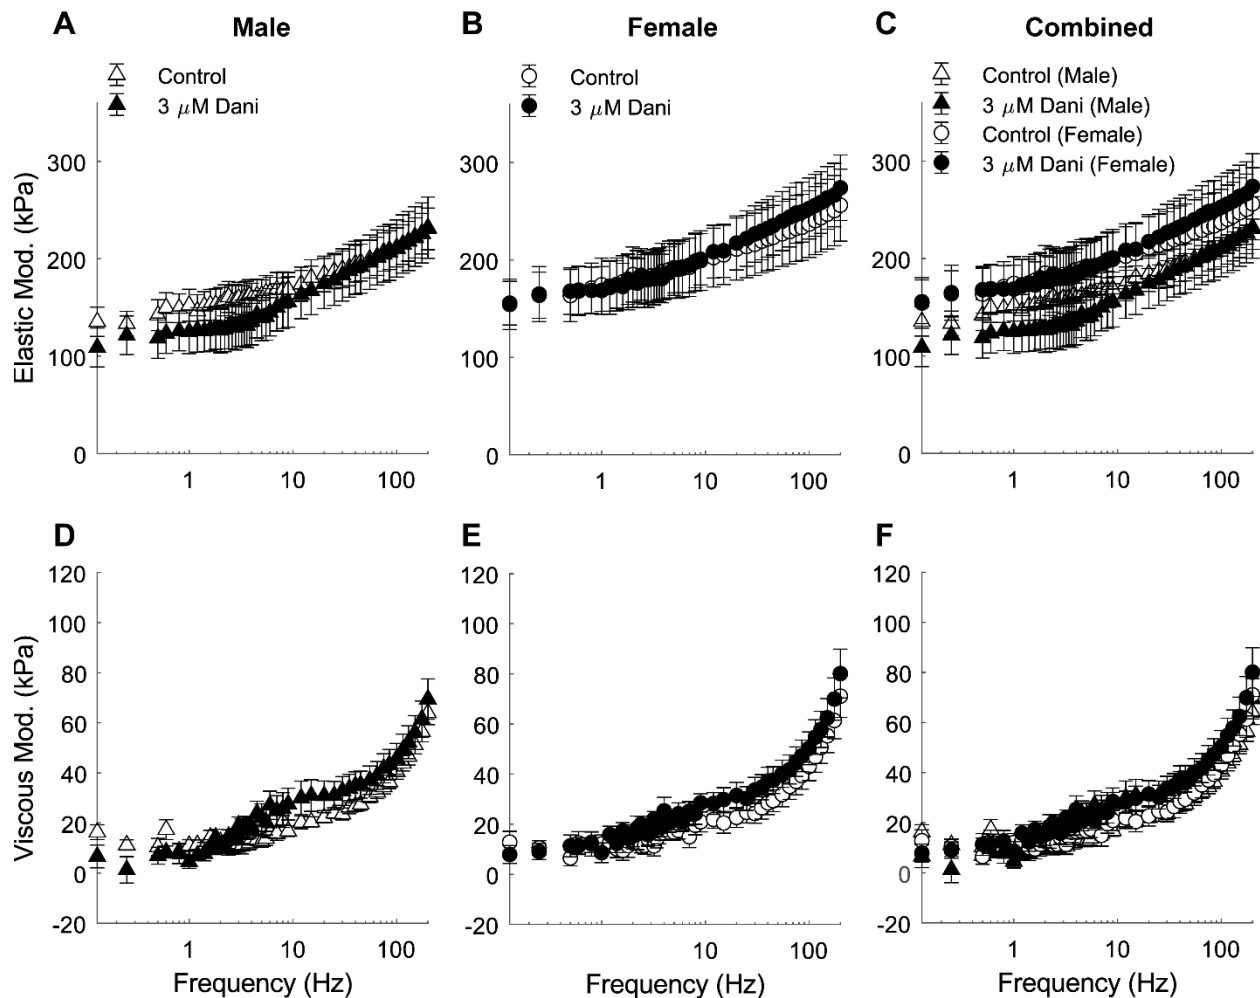 A Male
Control
3 μM Dani
Elastic Mod. (kPa)
300
200
100
0
1 10 100
B Female
Control
3 μM Dani
300
200
100
0
1 10 100
C Combined
Control (Male)
3 μM Dani (Male)
Control (Female)
3 μM Dani (Female)
300
200
100
0
1 10 100
D
Viscous Mod. (kPa)
120
100
80
60
40
20
0
-20
1 10 100
Frequency (Hz)
E
120
100
80
60
40
20
0
-20
10 100
Frequency (Hz)
F
120
100
80
60
40
20
0
-20
1 10 100
Frequency (Hz)